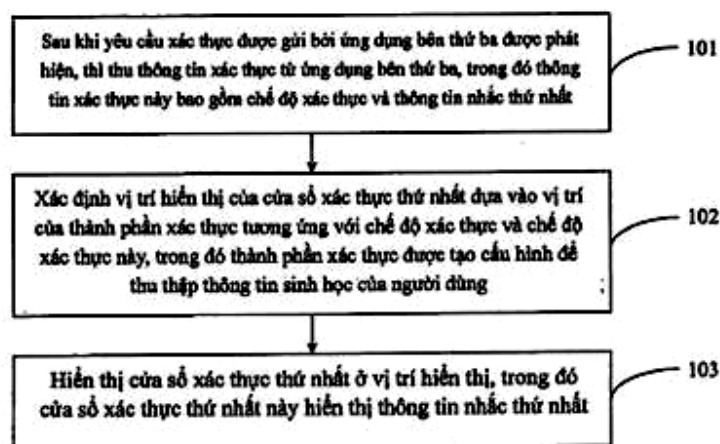 Sau khi yêu cầu xác thực được gửi bởi ứng dụng bên thứ ba được phát
hiện, thì thu thông tin xác thực từ ứng dụng bên thứ ba, trong đó thông
tin xác thực này bao gồm chế độ xác thực và thông tin nhắc thứ nhất
101
Xác định vị trí hiển thị của cửa sổ xác thực thứ nhất dựa vào vị trí
của thành phần xác thực tương ứng với chế độ xác thực và chế độ
xác thực này, trong đó thành phần xác thực được tạo cấu hình để
thu thập thông tin sinh học của người dùng ;
102
Hiển thị cửa sổ xác thực thứ nhất ở vị trí hiển thị, trong đó
cửa sổ xác thực thứ nhất này hiển thị thông tin nhắc thứ nhất
103